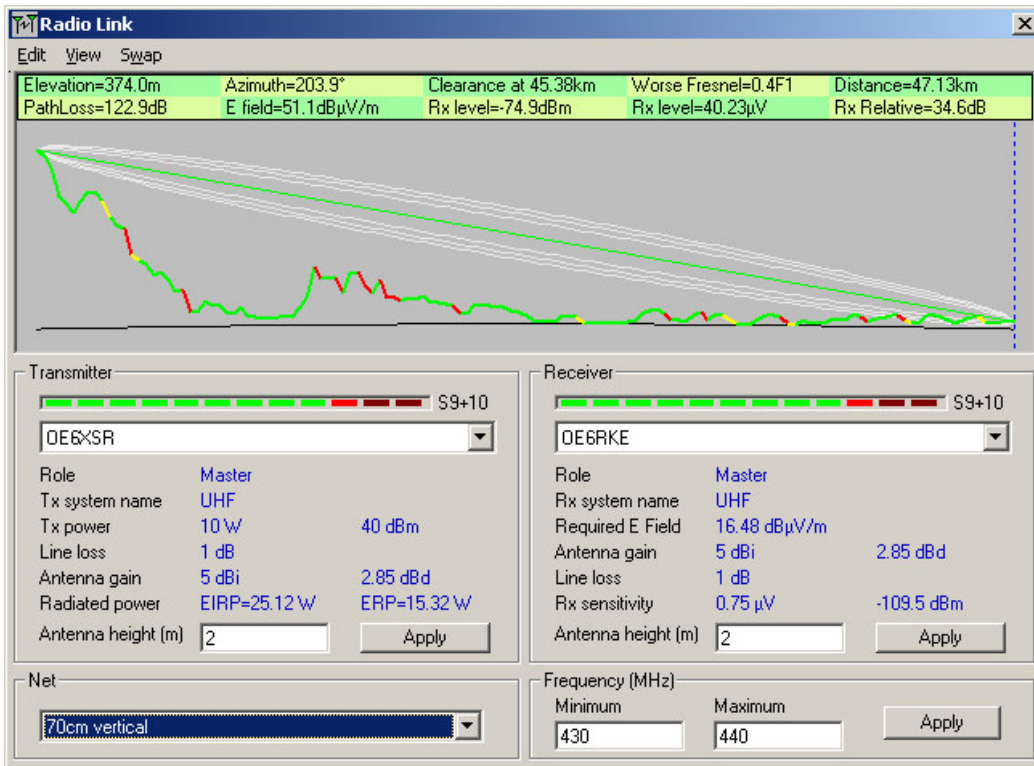 Radio Link
Edit View Swap
Elevation=374.0m Azimuth=203.9° Clearance at 45.38km Worse Fresnel=0.4F1 Distance=47.13km
PathLoss=122.9dB E field=51.1dBµV/m Rx level=-74.9dBm Rx level=40.23µV Rx Relative=34.6dB
Transmitter
S9+10
OE6XSR
Role Master
Tx system name UHF
Tx power 10 W 40 dBm
Line loss 1 dB
Antenna gain 5 dBi 2.85 dBd
Radiated power EIRP=25.12 W ERP=15.32 W
Antenna height (m) 2 Apply
Receiver
S9+10
OE6RKE
Role Master
Rx system name UHF
Required E Field 16.48 dBµV/m
Antenna gain 5 dBi 2.85 dBd
Line loss 1 dB
Rx sensitivity 0.75 µV -109.5 dBm
Antenna height (m) 2 Apply
Net
70cm vertical
Frequency (MHz)
Minimum Maximum
430 440 Apply